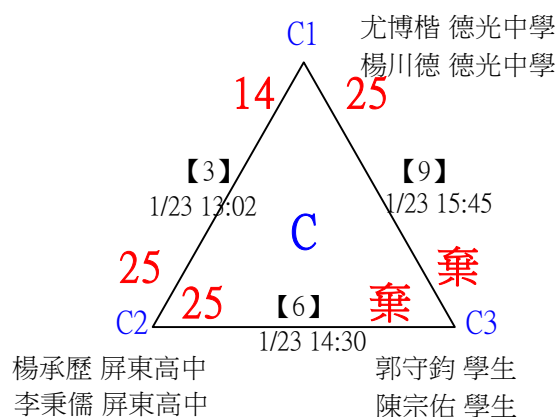 C1
尤博楷 德光中學
楊川德 德光中學
14
25
【3】
1/23 13:02
【9】
1/23 15:45
C
25
棄
25
【6】
棄
C2
1/23 14:30
C3
楊承歷 屏東高中
李秉儒 屏東高中
郭守鈞 學生
陳宗佑 學生